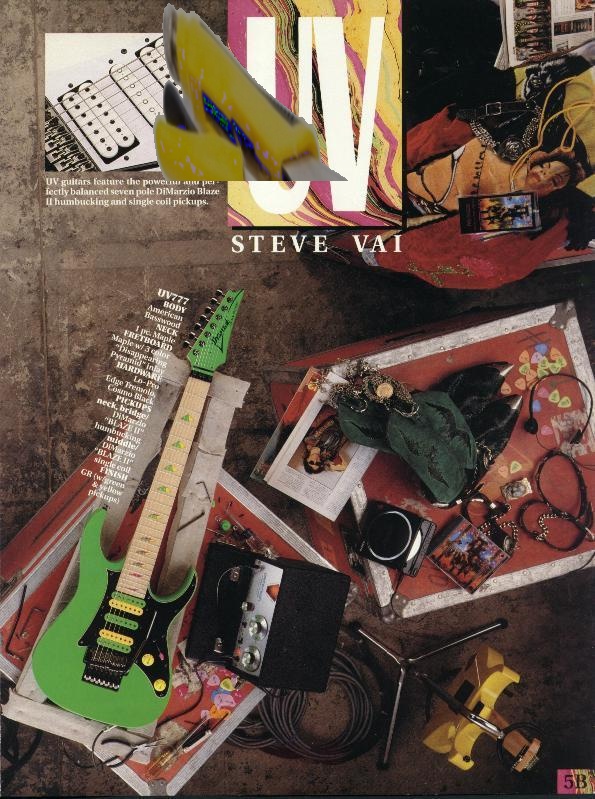 UV
UV guitars feature the powerful and per-
fectly balanced seven pole DiMarzio Blaze
II humbucking and single coil pickups.
STEVE VAI
UV777
BODY
American
Basswood
NECK
1 pc. Maple
FRETBOARD
Maple w/ 3 color
"Disappearing
Pyramid" inlay
HARDWARE
Lo-Pro
Edge Tremolo,
Cosmo Black
PICKUPS
neck, bridge/
DiMarzio
"BLAZE II"
humbucking
middle/
DiMarzio
"BLAZE II"
single coil
FINISH
GR (w/green
& yellow
pickups)
Ibanez
5B